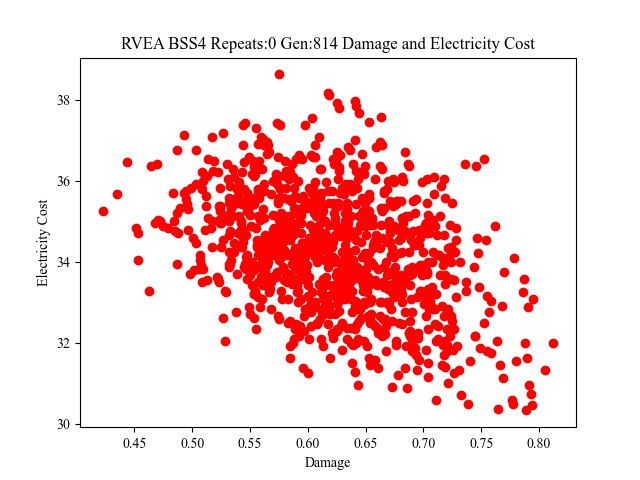 RVEA BSS4 Repeats:0 Gen:814 Damage and Electricity Cost
38
36
34
32
30
Electricity Cost
0.45 0.50 0.55 0.60 0.65 0.70 0.75 0.80
Damage